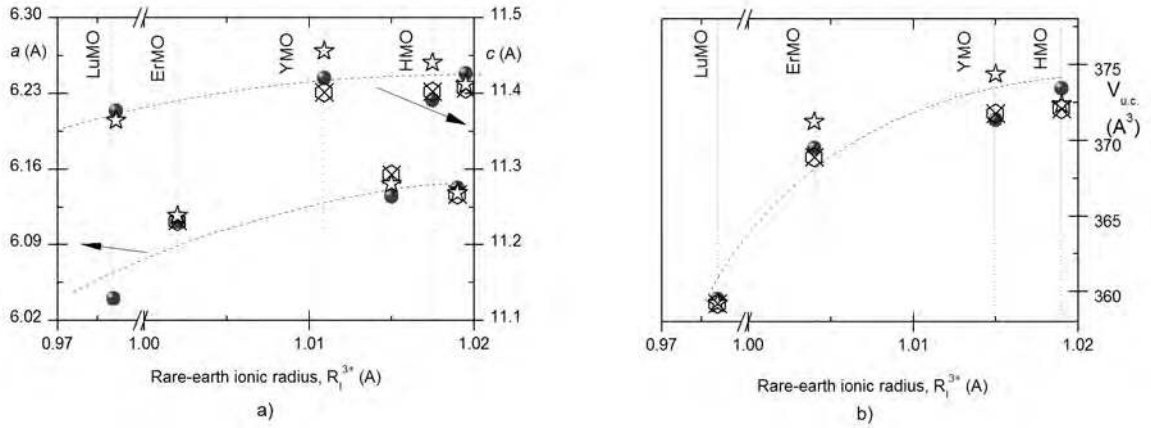 6.30
11.5
a (A)
c (A)
LuMO
ErMO
YMO
HMO
6.23
11.4
6.16
11.3
6.09
11.2
6.02
11.1
0.97
1.00
1.01
1.02
Rare-earth ionic radius, R_I^3+ (A)
a)
LuMO
ErMO
YMO
HMO
375
V_u.c.
(A^3)
370
365
360
0.97
1.00
1.01
1.02
Rare-earth ionic radius, R_I^3+ (A)
b)